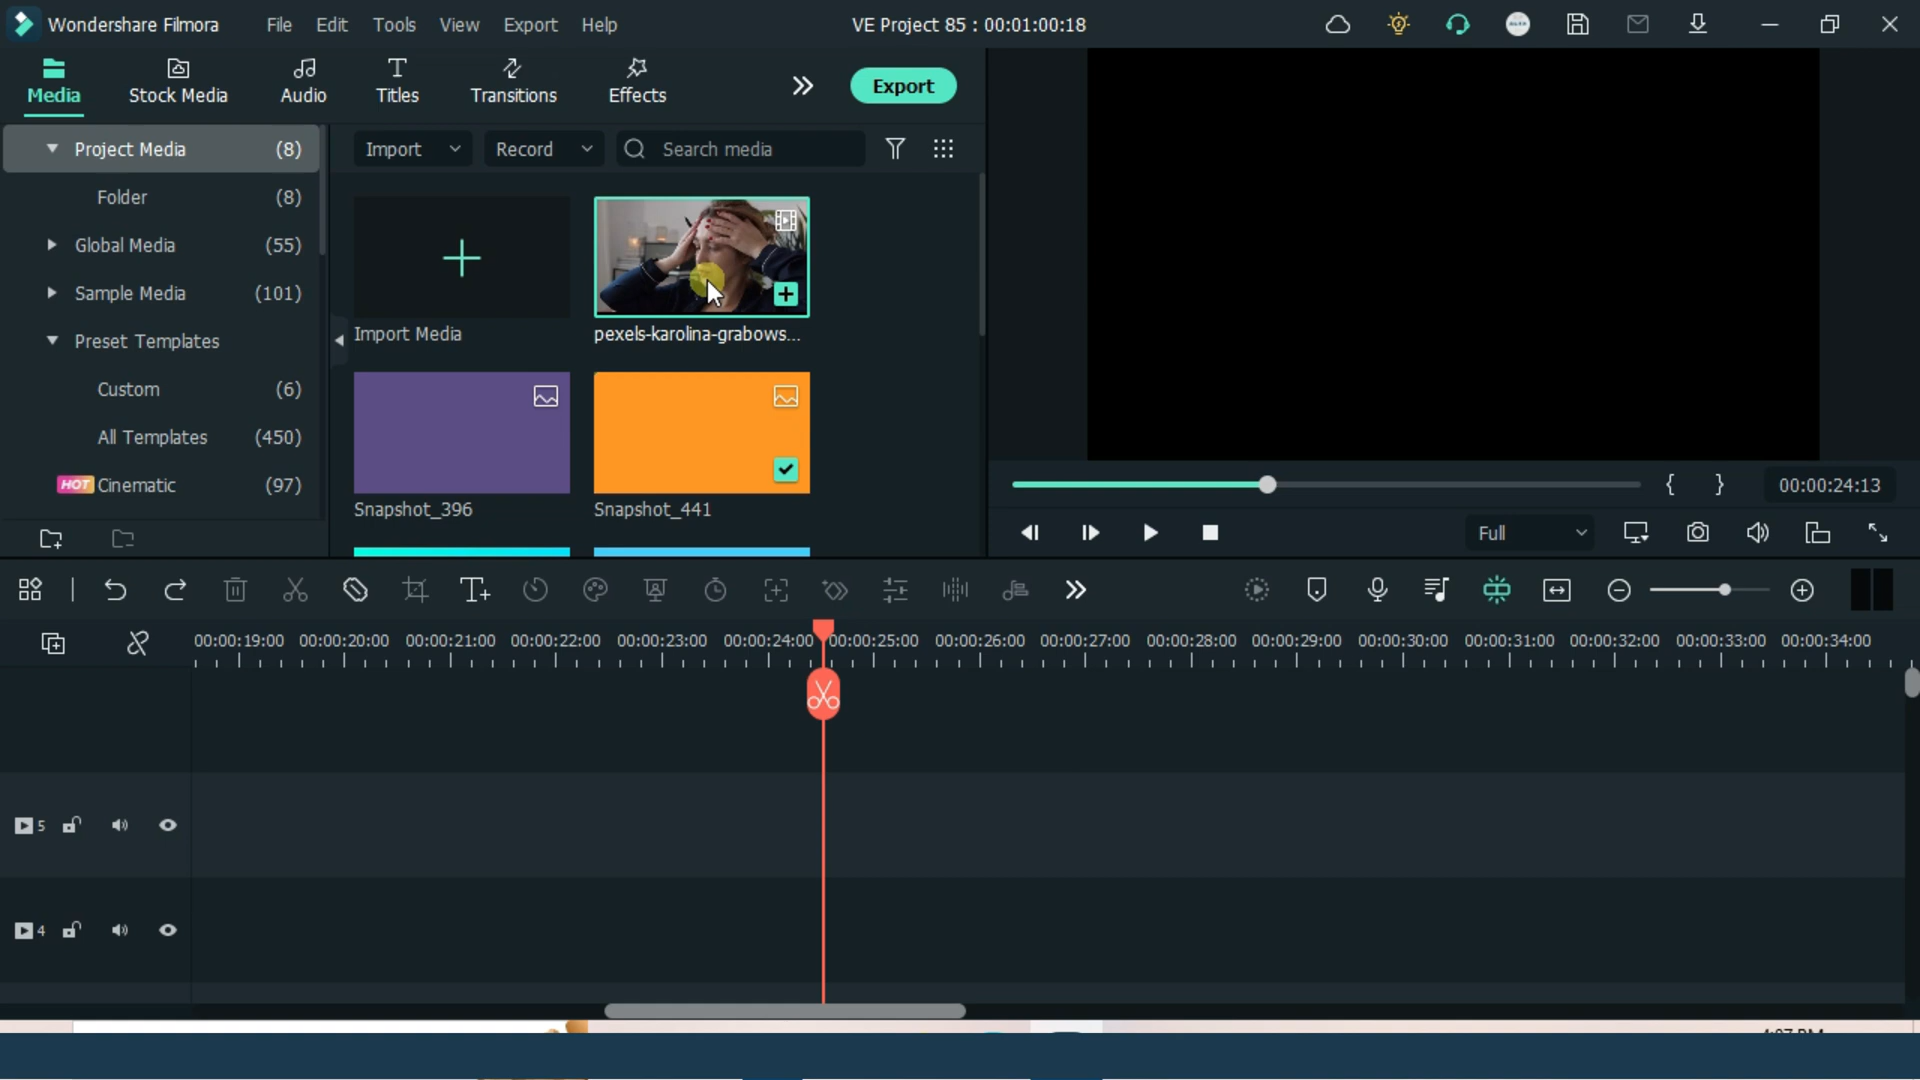 Wondershare Filmora File Edit Tools View Export Help VE Project 85 : 00:01:00:18
Media Stock Media Audio Titles Transitions Effects Export
Project Media (8)
Folder (8)
Global Media (55)
Sample Media (101)
Preset Templates
Custom (6)
All Templates (450)
HOT Cinematic (97)
Import Record Search media
Import Media pexels-karolina-grabows...
Snapshot_396 Snapshot_441
00:00:24:13
Full
00:00:19:00 00:00:20:00 00:00:21:00 00:00:22:00 00:00:23:00 00:00:24:00 00:00:25:00 00:00:26:00 00:00:27:00 00:00:28:00 00:00:29:00 00:00:30:00 00:00:31:00 00:00:32:00 00:00:33:00 00:00:34:00
5
4